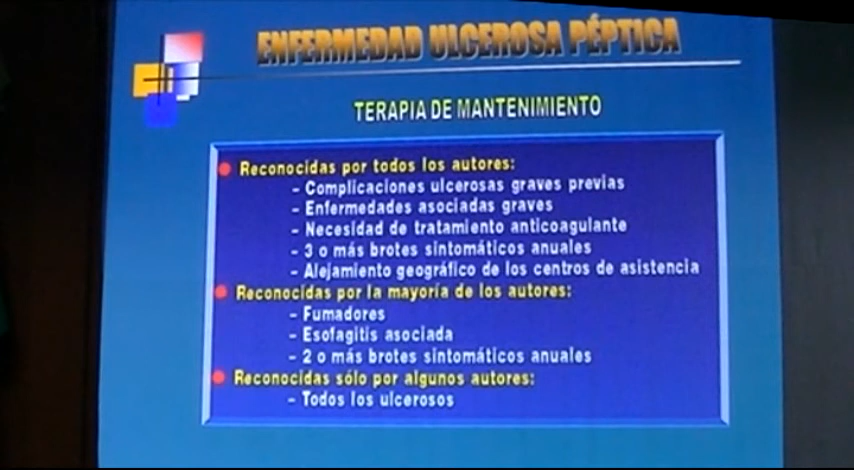 ENFERMEDAD ULCEROSA PÉPTICA
TERAPIA DE MANTENIMIENTO
Reconocidas por todos los autores:
– Complicaciones ulcerosas graves previas
– Enfermedades asociadas graves
– Necesidad de tratamiento anticoagulante
– 3 o más brotes sintomáticos anuales
– Alejamiento geográfico de los centros de asistencia
Reconocidas por la mayoría de los autores:
– Fumadores
– Esofagitis asociada
– 2 o más brotes sintomáticos anuales
Reconocidas sólo por algunos autores:
– Todos los ulcerosos